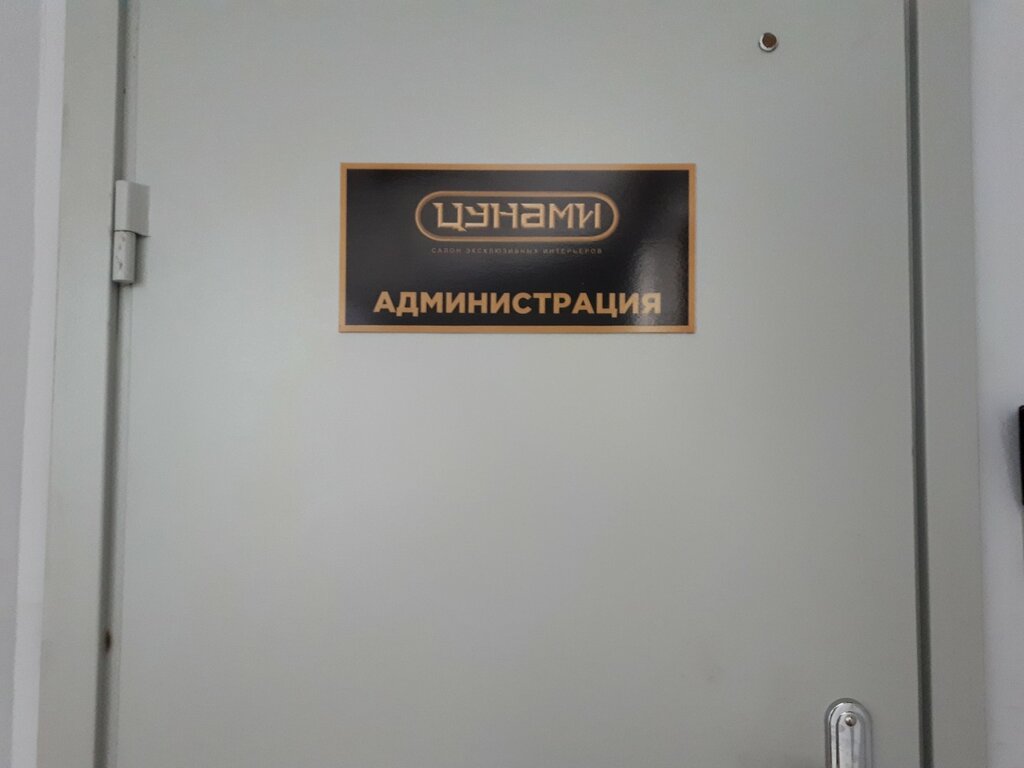 ЦУНАМИ
САЛОН ЭКСКЛЮЗИВНЫХ ИНТЕРЬЕРОВ
АДМИНИСТРАЦИЯ